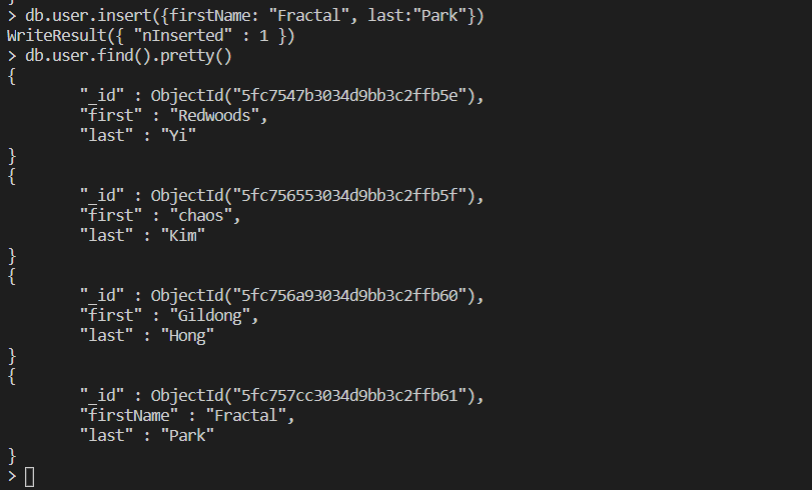 > db.user.insert({firstName: "Fractal", last:"Park"})
WriteResult({ "nInserted" : 1 })
> db.user.find().pretty()
{
        "_id" : ObjectId("5fc7547b3034d9bb3c2ffb5e"),
        "first" : "Redwoods",
        "last" : "Yi"
}
{
        "_id" : ObjectId("5fc756553034d9bb3c2ffb5f"),
        "first" : "chaos",
        "last" : "Kim"
}
{
        "_id" : ObjectId("5fc756a93034d9bb3c2ffb60"),
        "first" : "Gildong",
        "last" : "Hong"
}
{
        "_id" : ObjectId("5fc757cc3034d9bb3c2ffb61"),
        "firstName" : "Fractal",
        "last" : "Park"
}
>